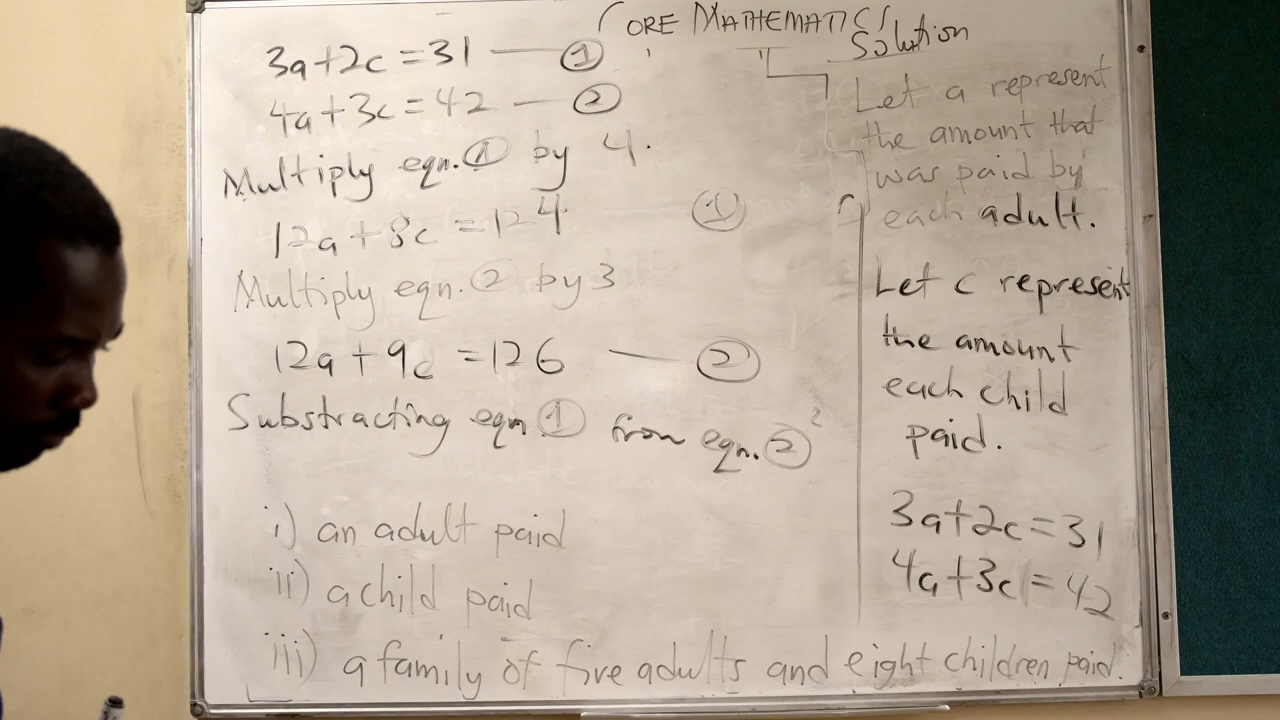 CORE MATHEMATICS
3a+2c=31 — ①
4a+3c=42 — ②
Multiply eqn.① by 4.
12a+8c=124 ①
Multiply eqn.② by 3
12a+9c=126 — ②
Substracting eqn① from eqn.② 2
i) an adult paid
ii) a child paid
iii) a family of five adults and eight children paid.
Solution
Let a represent
the amount that
was paid by
each adult.
Let c represent
the amount
each child
paid.
3a+2c=31
4a+3c=42